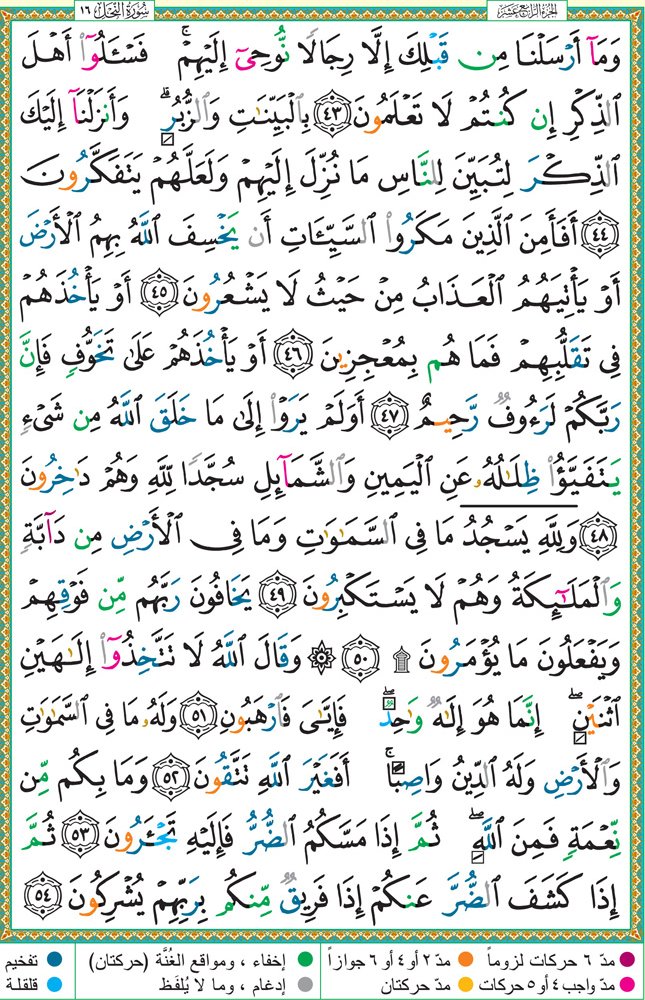 الجزء الرابع عشر
سورة النحل ١٦
وَمَآ أَرْسَلْنَا مِن قَبْلِكَ إِلَّا رِجَالًا نُّوحِىٓ إِلَيْهِمْ ۚ فَسْـَٔلُوٓا۟ أَهْلَ
ٱلذِّكْرِ إِن كُنتُمْ لَا تَعْلَمُونَ ﴿٤٣﴾ بِٱلْبَيِّنَـٰتِ وَٱلزُّبُرِ ۗ وَأَنزَلْنَآ إِلَيْكَ
ٱلذِّكْرَ لِتُبَيِّنَ لِلنَّاسِ مَا نُزِّلَ إِلَيْهِمْ وَلَعَلَّهُمْ يَتَفَكَّرُونَ
﴿٤٤﴾ أَفَأَمِنَ ٱلَّذِينَ مَكَرُوا۟ ٱلسَّيِّـَٔاتِ أَن يَخْسِفَ ٱللَّهُ بِهِمُ ٱلْأَرْضَ
أَوْ يَأْتِيَهُمُ ٱلْعَذَابُ مِنْ حَيْثُ لَا يَشْعُرُونَ ﴿٤٥﴾ أَوْ يَأْخُذَهُمْ
فِى تَقَلُّبِهِمْ فَمَا هُم بِمُعْجِزِينَ ﴿٤٦﴾ أَوْ يَأْخُذَهُمْ عَلَىٰ تَخَوُّفٍ فَإِنَّ
رَبَّكُمْ لَرَءُوفٌ رَّحِيمٌ ﴿٤٧﴾ أَوَلَمْ يَرَوْا۟ إِلَىٰ مَا خَلَقَ ٱللَّهُ مِن شَىْءٍ
يَتَفَيَّؤُا۟ ظِلَـٰلُهُۥ عَنِ ٱلْيَمِينِ وَٱلشَّمَآئِلِ سُجَّدًا لِّلَّهِ وَهُمْ دَٰخِرُونَ
﴿٤٨﴾ وَلِلَّهِ يَسْجُدُ مَا فِى ٱلسَّمَـٰوَٰتِ وَمَا فِى ٱلْأَرْضِ مِن دَآبَّةٍ
وَٱلْمَلَـٰٓئِكَةُ وَهُمْ لَا يَسْتَكْبِرُونَ ﴿٤٩﴾ يَخَافُونَ رَبَّهُم مِّن فَوْقِهِمْ
وَيَفْعَلُونَ مَا يُؤْمَرُونَ ۩ ﴿٥٠﴾ ۞ وَقَالَ ٱللَّهُ لَا تَتَّخِذُوٓا۟ إِلَـٰهَيْنِ
ٱثْنَيْنِ ۖ إِنَّمَا هُوَ إِلَـٰهٌ وَٰحِدٌ ۖ فَإِيَّـٰىَ فَٱرْهَبُونِ ﴿٥١﴾ وَلَهُۥ مَا فِى ٱلسَّمَـٰوَٰتِ
وَٱلْأَرْضِ وَلَهُ ٱلدِّينُ وَاصِبًا ۚ أَفَغَيْرَ ٱللَّهِ تَتَّقُونَ ﴿٥٢﴾ وَمَا بِكُم مِّن
نِّعْمَةٍ فَمِنَ ٱللَّهِ ۖ ثُمَّ إِذَا مَسَّكُمُ ٱلضُّرُّ فَإِلَيْهِ تَجْـَٔرُونَ ﴿٥٣﴾ ثُمَّ
إِذَا كَشَفَ ٱلضُّرَّ عَنكُمْ إِذَا فَرِيقٌ مِّنكُم بِرَبِّهِمْ يُشْرِكُونَ ﴿٥٤﴾
مدّ ٦ حركات لزوماً مدّ ٢ أو ٤ أو ٦ جوازاً إخفاء ، ومواقع الغُنَّة (حركتان) تفخيم
مدّ واجب ٤ أو ٥ حركات مدّ حركتان إدغام ، وما لا يُلفَظ قلقلة